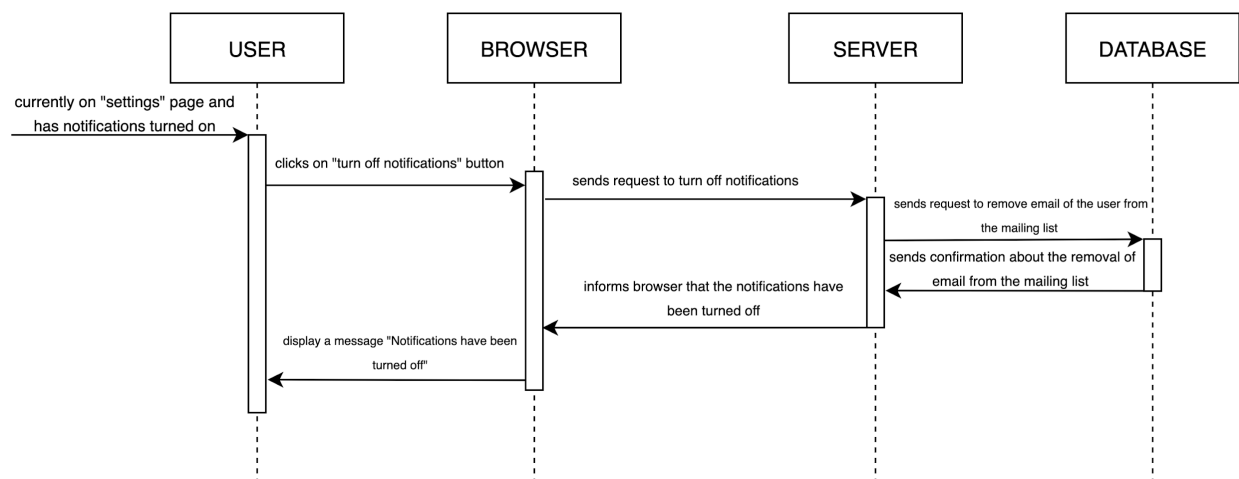 USER
BROWSER
SERVER
DATABASE
currently on "settings" page and
has notifications turned on
clicks on "turn off notifications" button
sends request to turn off notifications
sends request to remove email of the user from
the mailing list
sends confirmation about the removal of
email from the mailing list
informs browser that the notifications have
been turned off
display a message "Notifications have been
turned off"